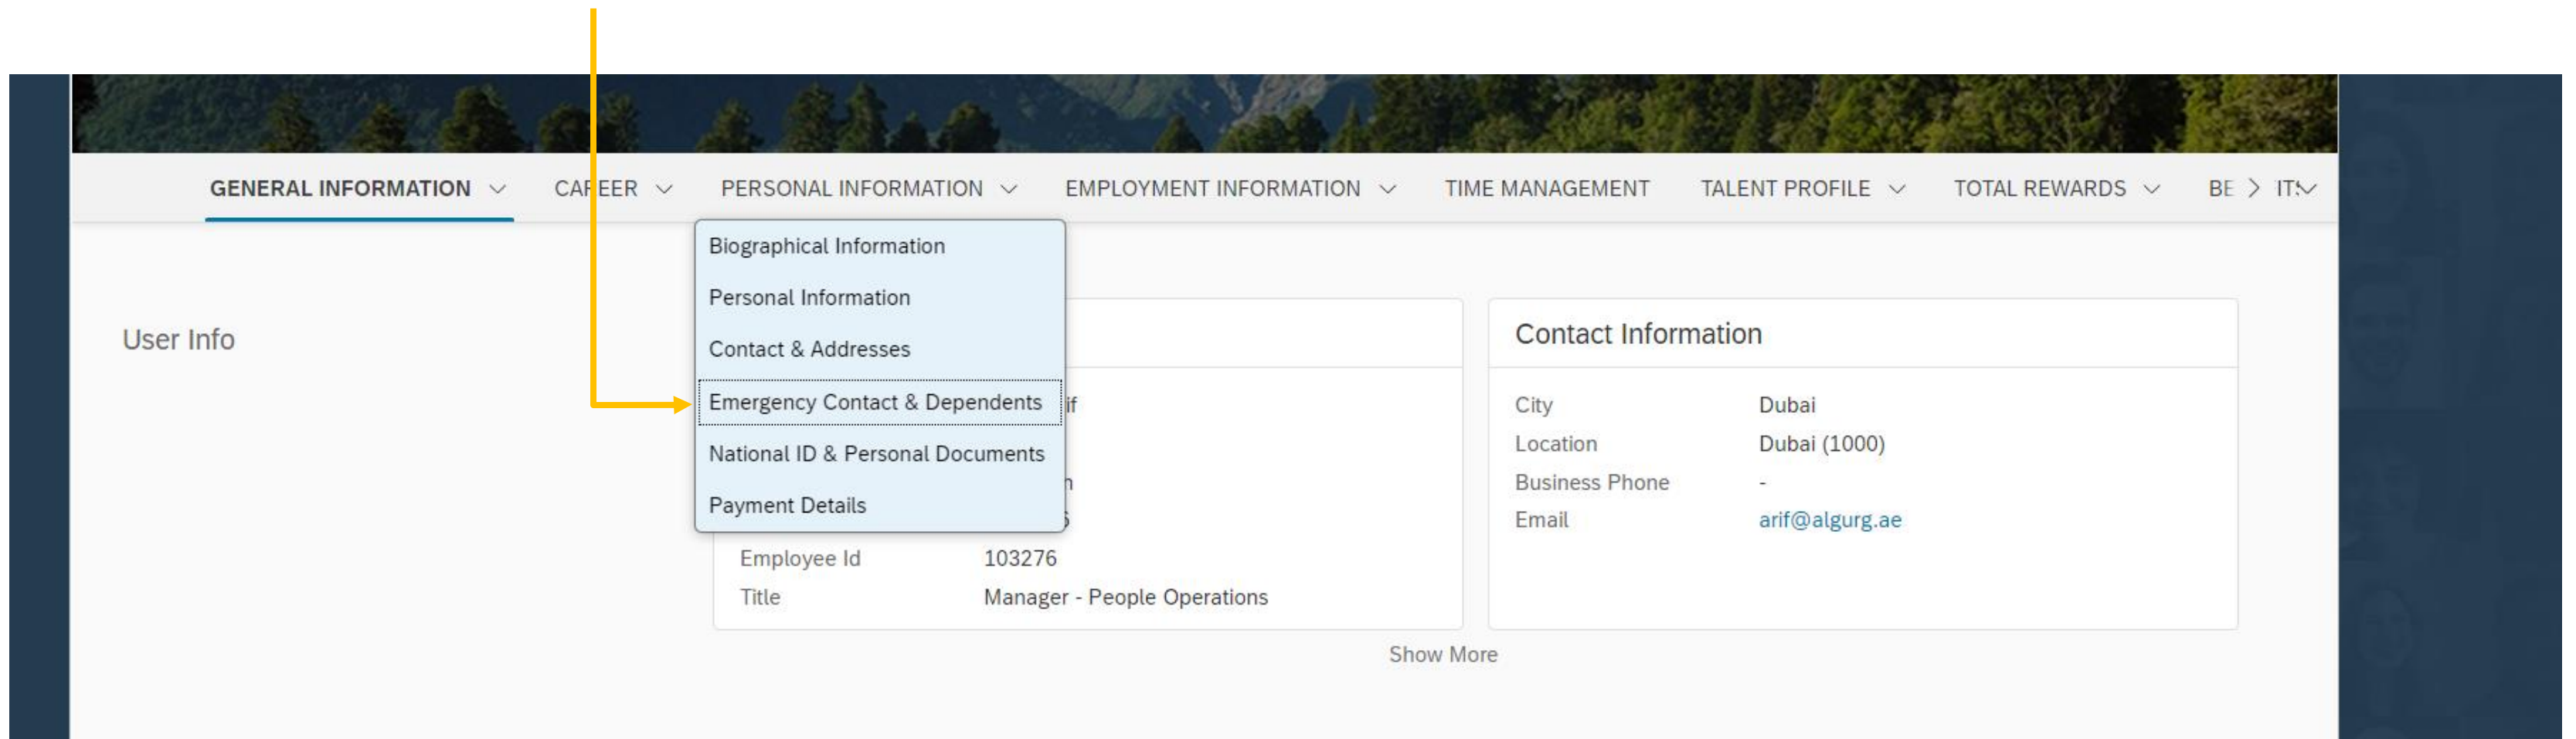 GENERAL INFORMATION CAREER PERSONAL INFORMATION EMPLOYMENT INFORMATION TIME MANAGEMENT TALENT PROFILE TOTAL REWARDS
Biographical Information
Personal Information
Contact & Addresses
Emergency Contact & Dependents
National ID & Personal Documents
Payment Details
User Info
Employee Id 103276
Title Manager - People Operations
Contact Information
City Dubai
Location Dubai (1000)
Business Phone -
Email arif@algurg.ae
Show More